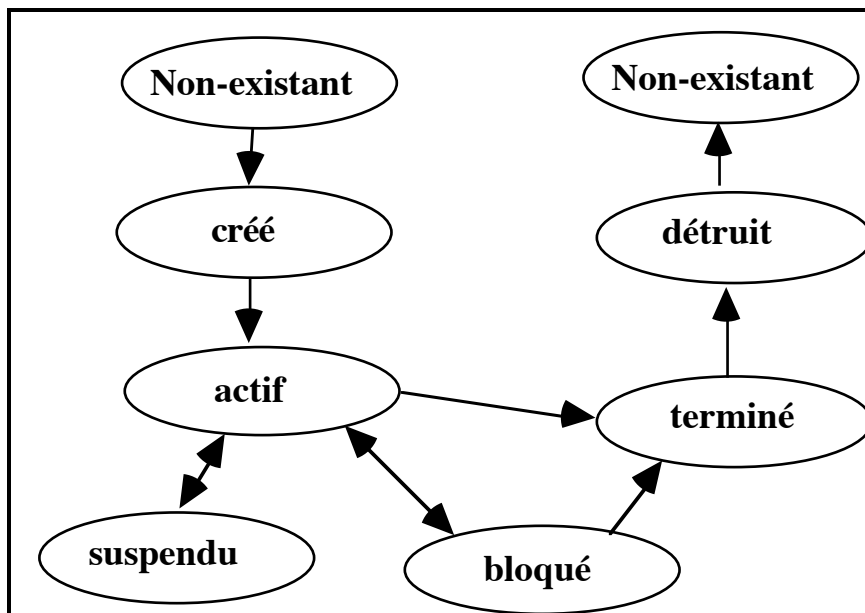 Non-existant
Non-existant
créé
détruit
actif
terminé
suspendu
bloqué